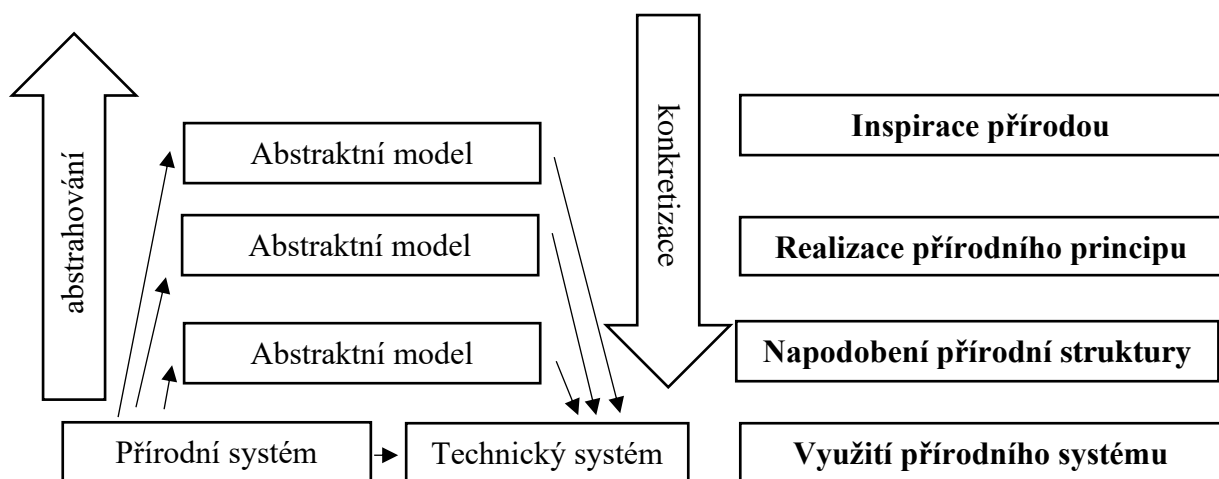 abstrahování
konkretizace
Abstraktní model
Inspirace přírodou
Abstraktní model
Realizace přírodního principu
Abstraktní model
Napodobení přírodní struktury
Přírodní systém
Technický systém
Využití přírodního systému